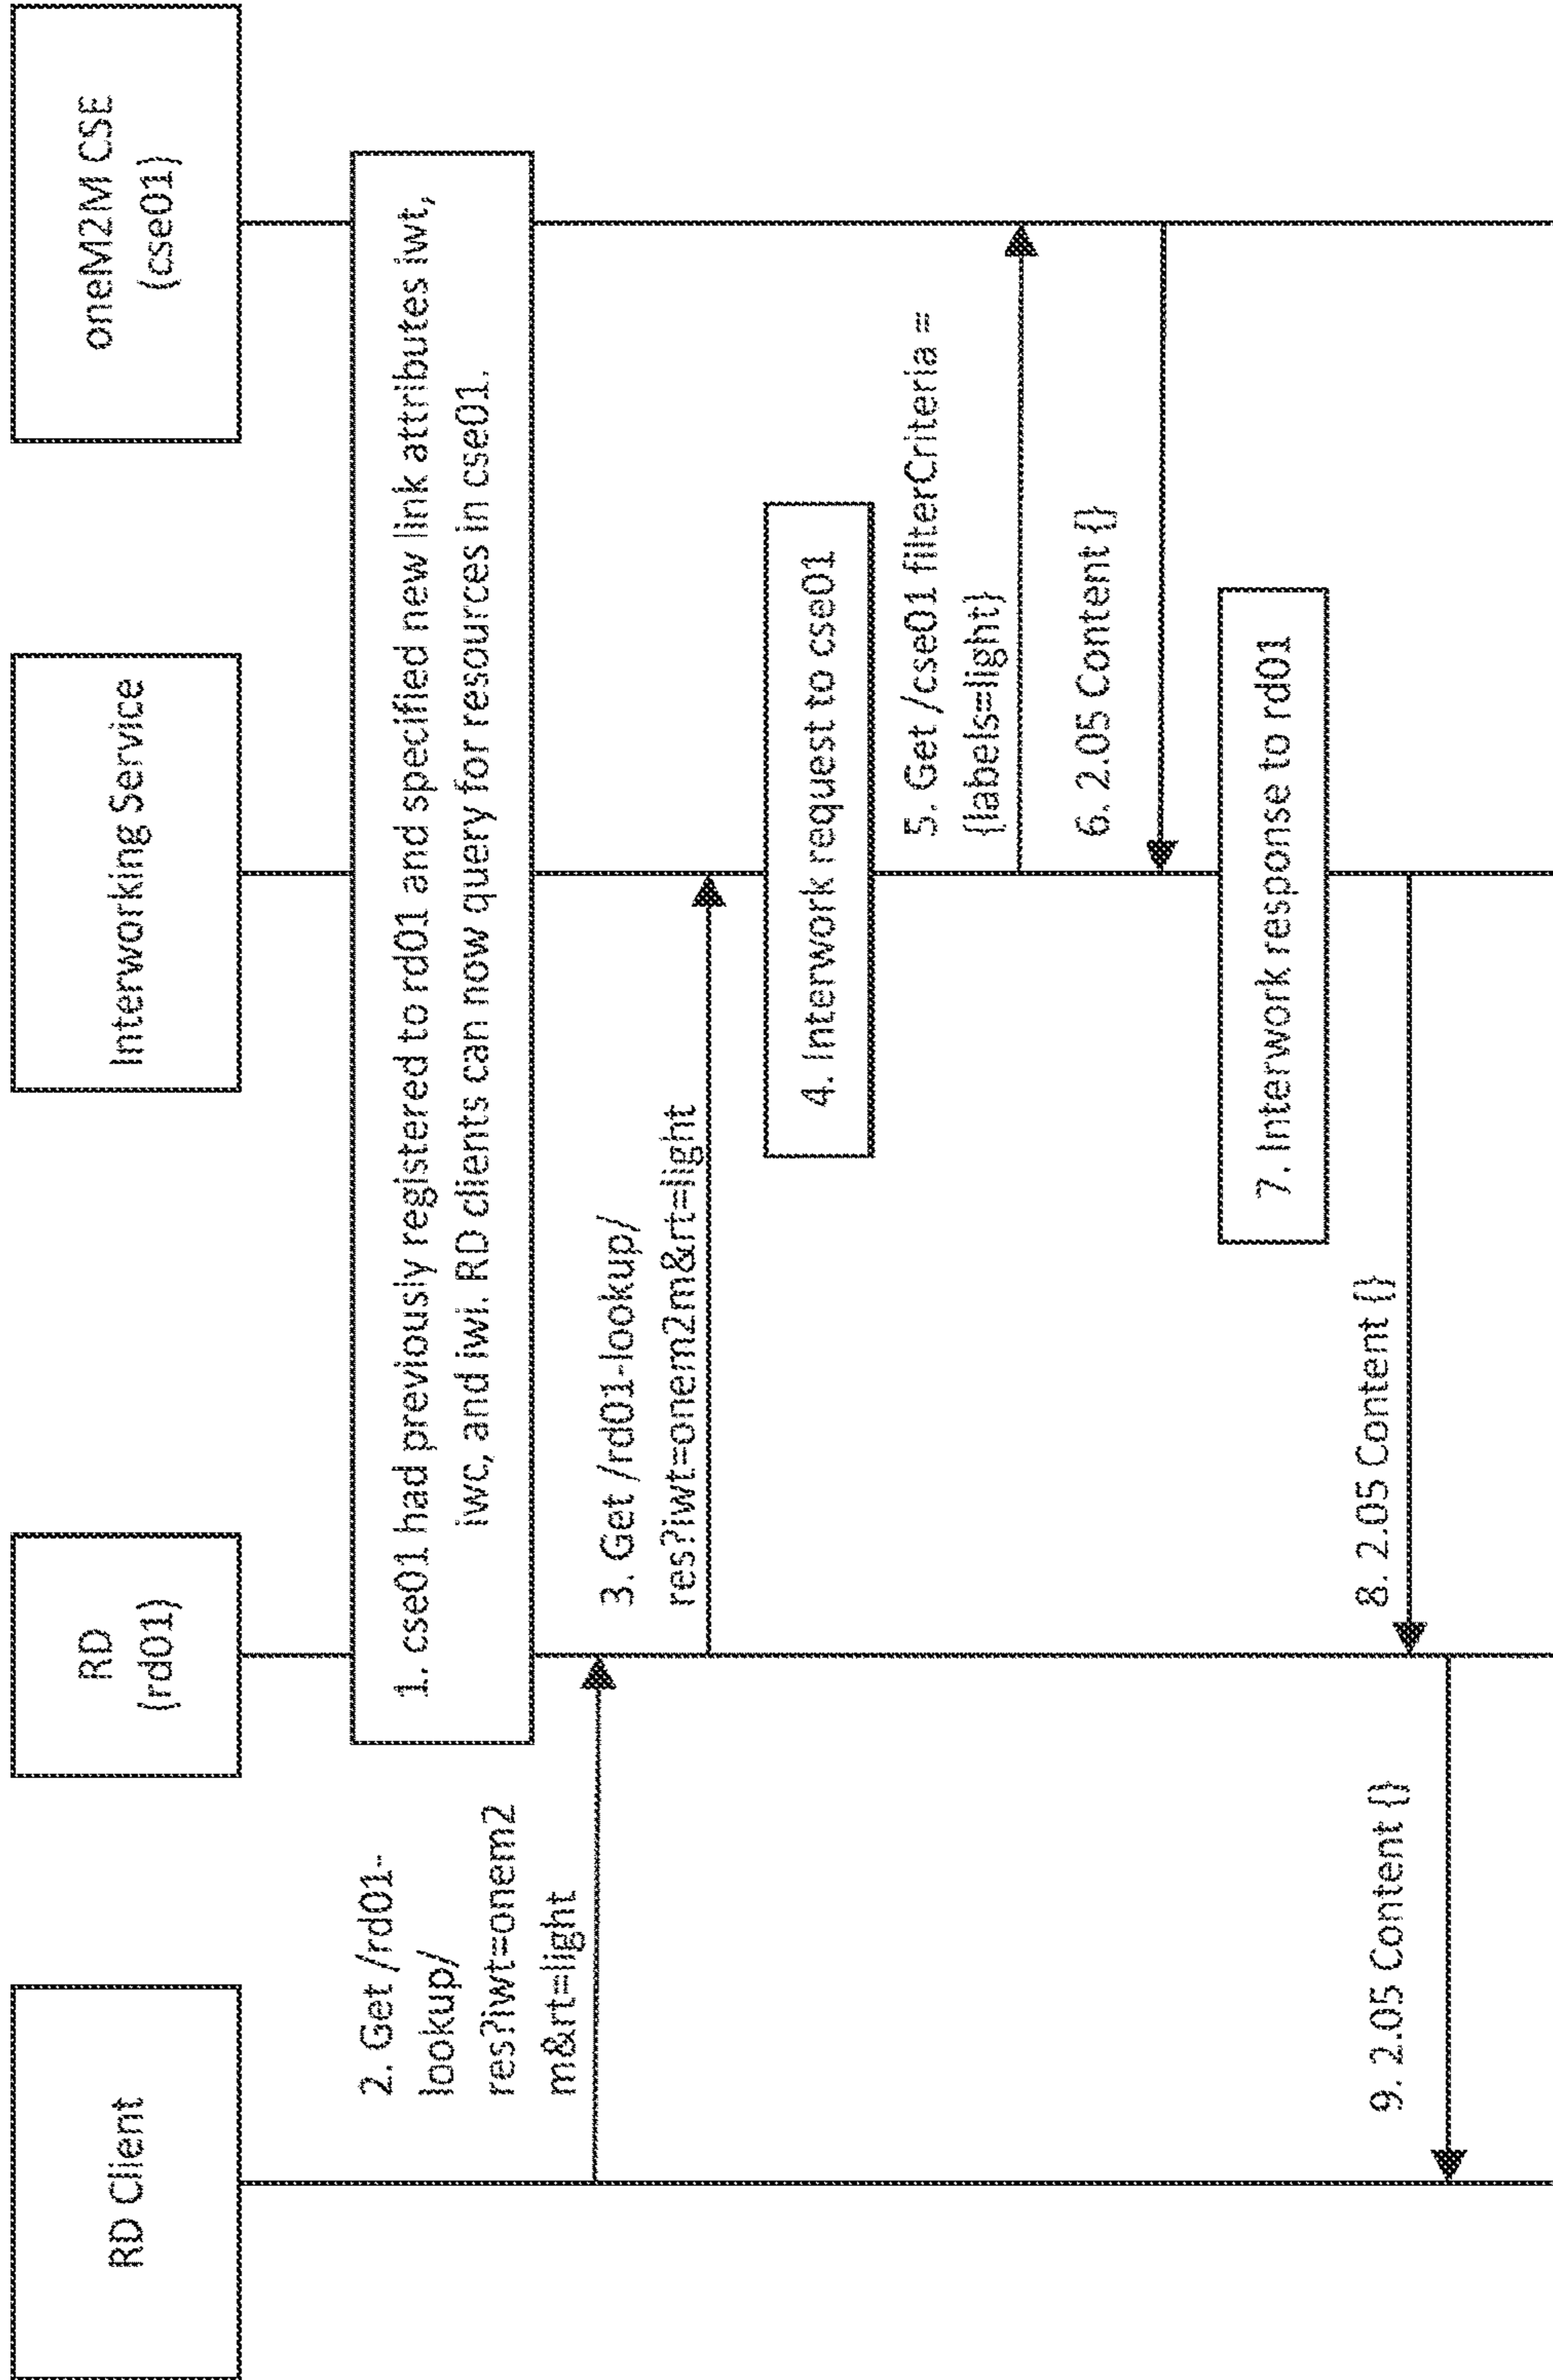 RD Client
RD
(rd01)
Interworking Service
oneM2M CSE
(cse01)
1. cse01 had previously registered to rd01 and specified new link attributes iwt,
iwc, and iwi. RD clients can now query for resources in cse01.
2. Get /rd01-
lookup/
res?iwt=onem2
m&rt=light
3. Get /rd01-lookup/
res?iwt=onem2m&rt=light
4. Interwork request to cse01
5. Get /cse01 filterCriteria =
{labels=light}
6. 2.05 Content {}
7. Interwork response to rd01
8. 2.05 Content {}
9. 2.05 Content {}